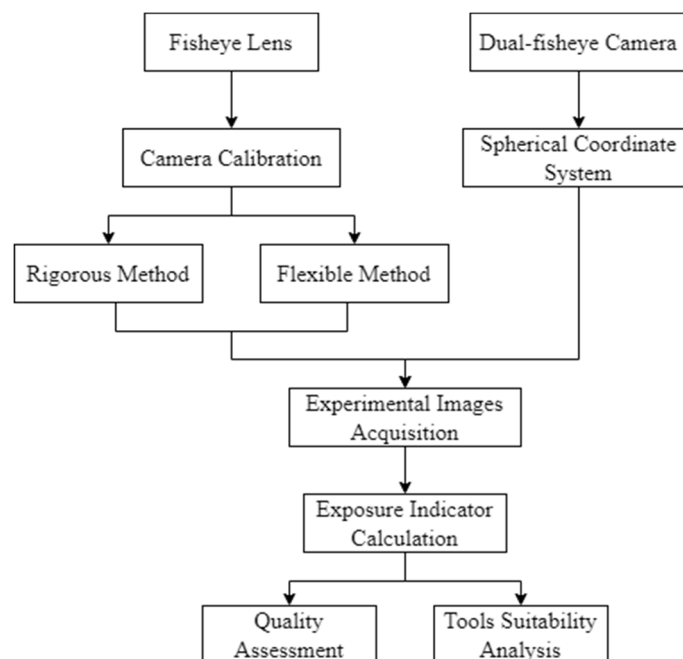 Fisheye Lens
Dual-fisheye Camera
Camera Calibration
Spherical Coordinate
System
Rigorous Method
Flexible Method
Experimental Images
Acquisition
Exposure Indicator
Calculation
Quality
Assessment
Tools Suitability
Analysis